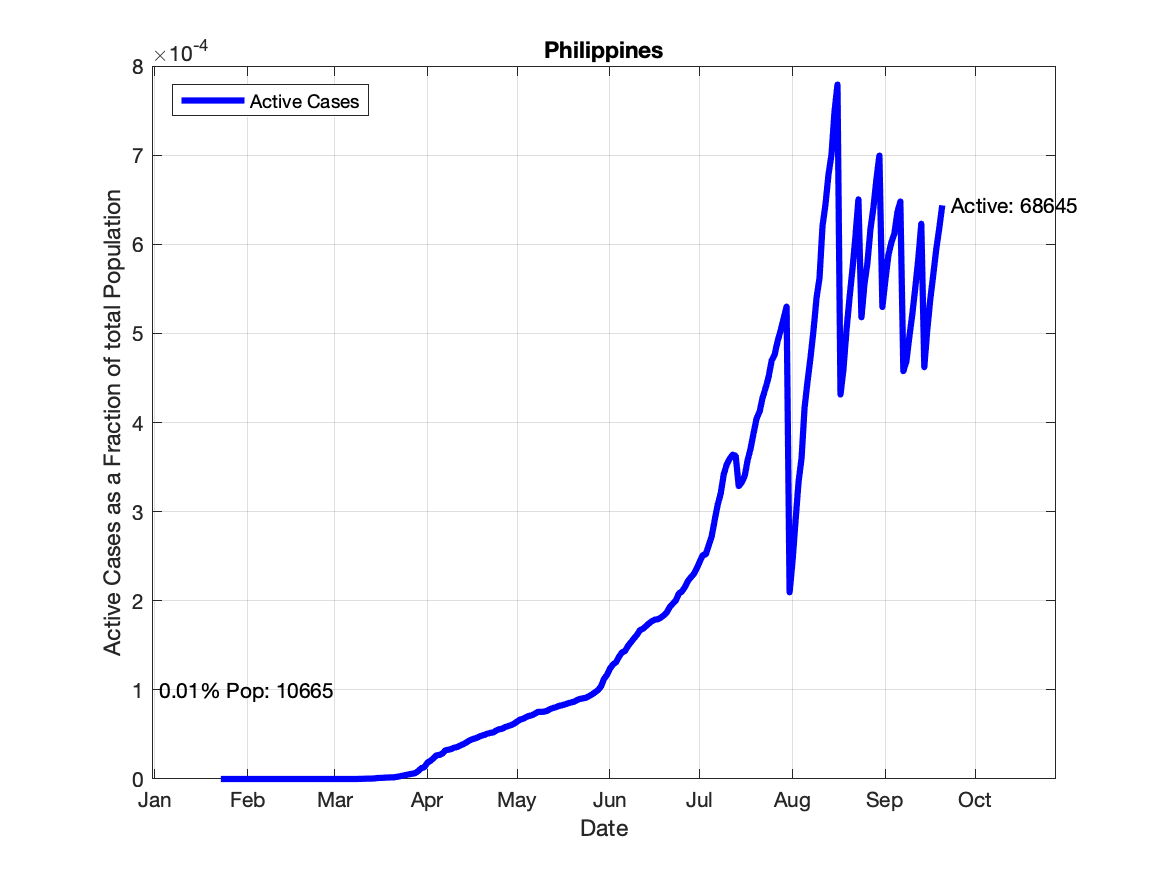 Philippines
×10-4
Active Cases
8
7
6
5
4
3
2
1
0
Active Cases as a Fraction of total Population
Active: 68645
0.01% Pop: 10665
Jan Feb Mar Apr May Jun Jul Aug Sep Oct
Date